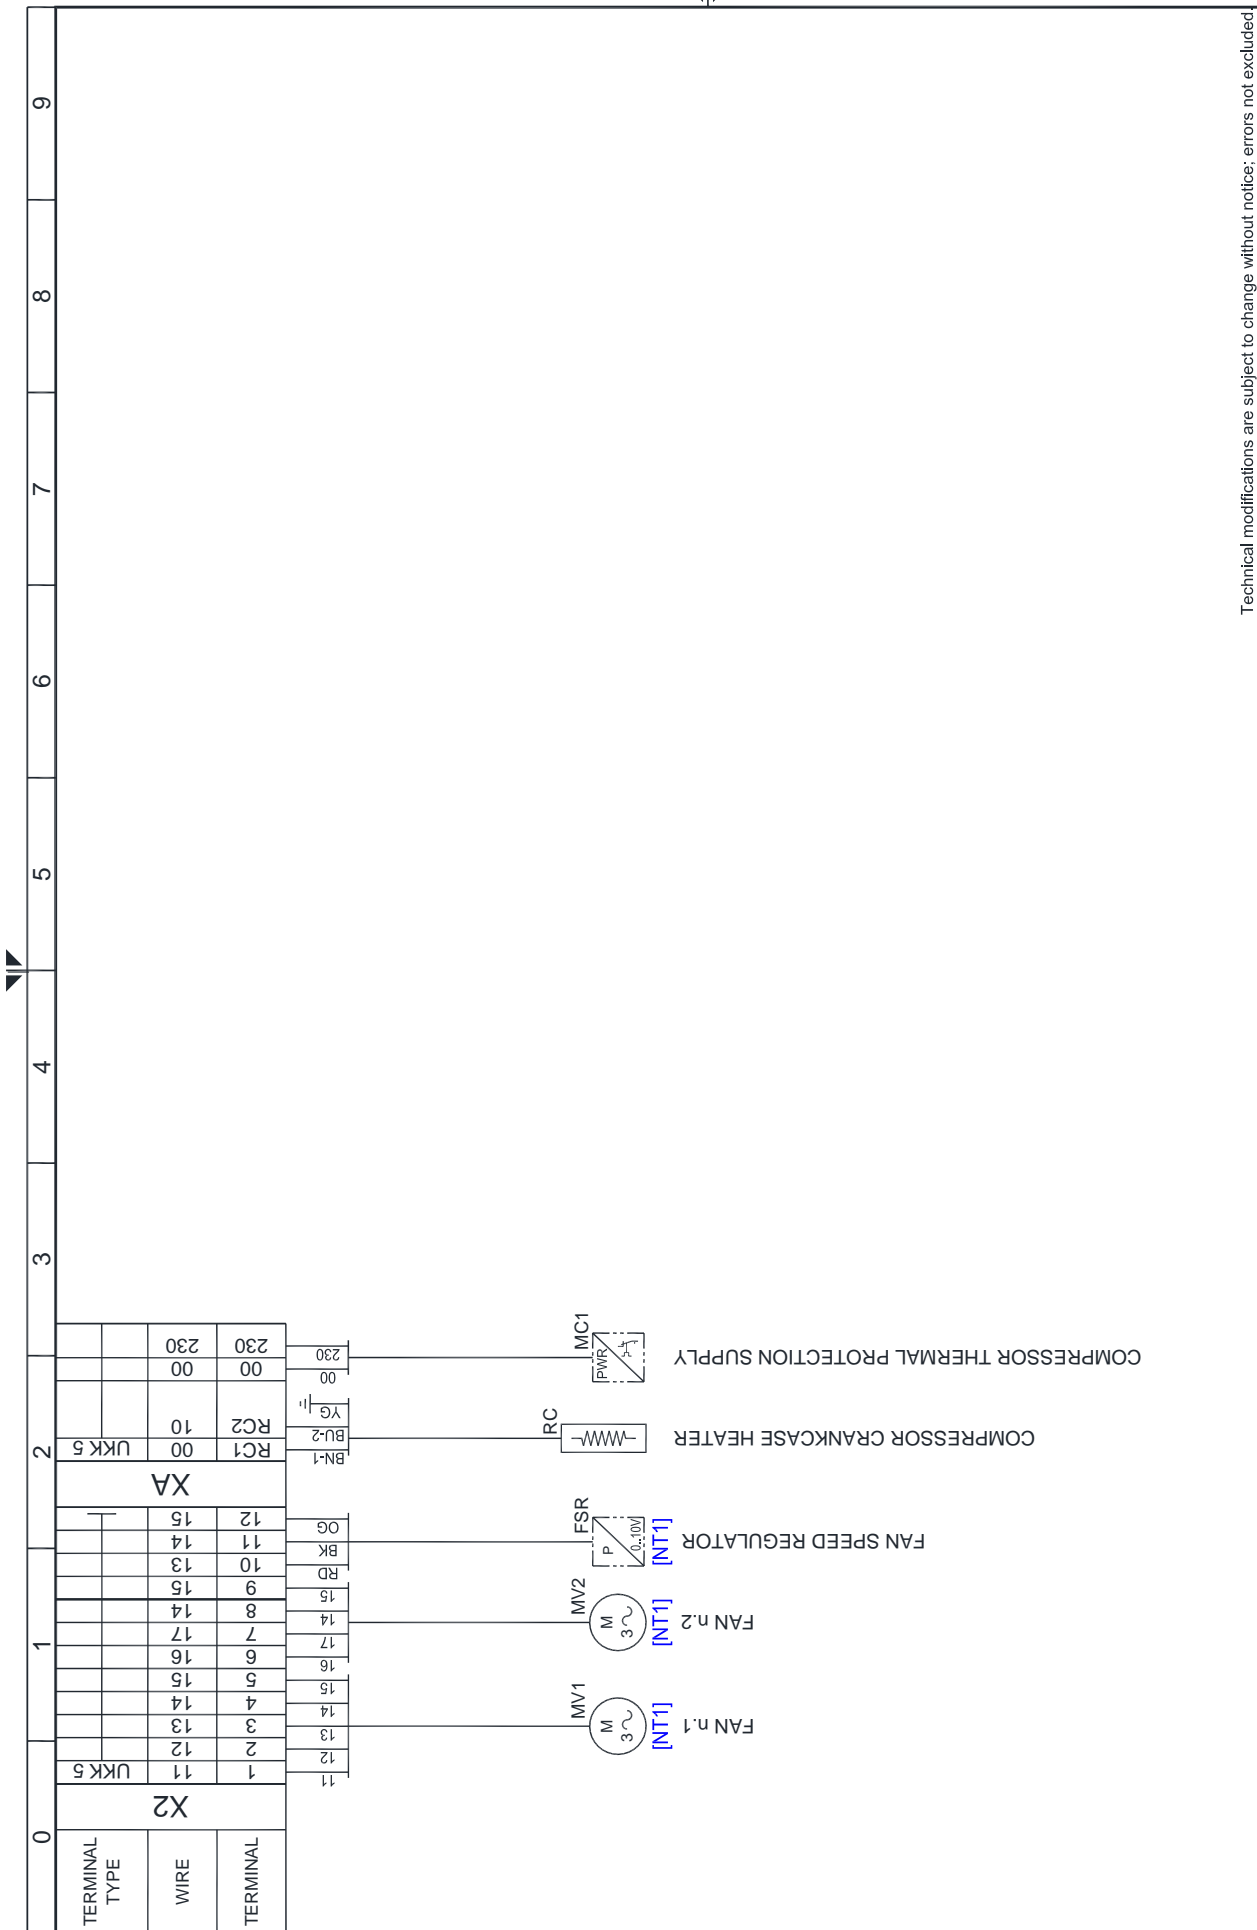 0 1 2 3 4 5 6 7 8 9
TERMINAL
TYPE
WIRE
TERMINAL
X2
UKK 5
11 12 13 14 15 16 17 14 15 13 14 15
1 2 3 4 5 6 7 8 9 10 11 12
XA
UKK 5
00 10 00 230
RC1 RC2 00 230
11 12 13 14 15
16 17 14 15
RD BK OG
BN-1 BU-2 YG
00 230
MV1
M
3~
[NT1]
FAN n.1
MV2
M
3~
[NT1]
FAN n.2
FSR
P
0..10V
[NT1]
FAN SPEED REGULATOR
RC
COMPRESSOR CRANKCASE HEATER
MC1
PWR
COMPRESSOR THERMAL PROTECTION SUPPLY
Technical modifications are subject to change without notice; errors not excluded.